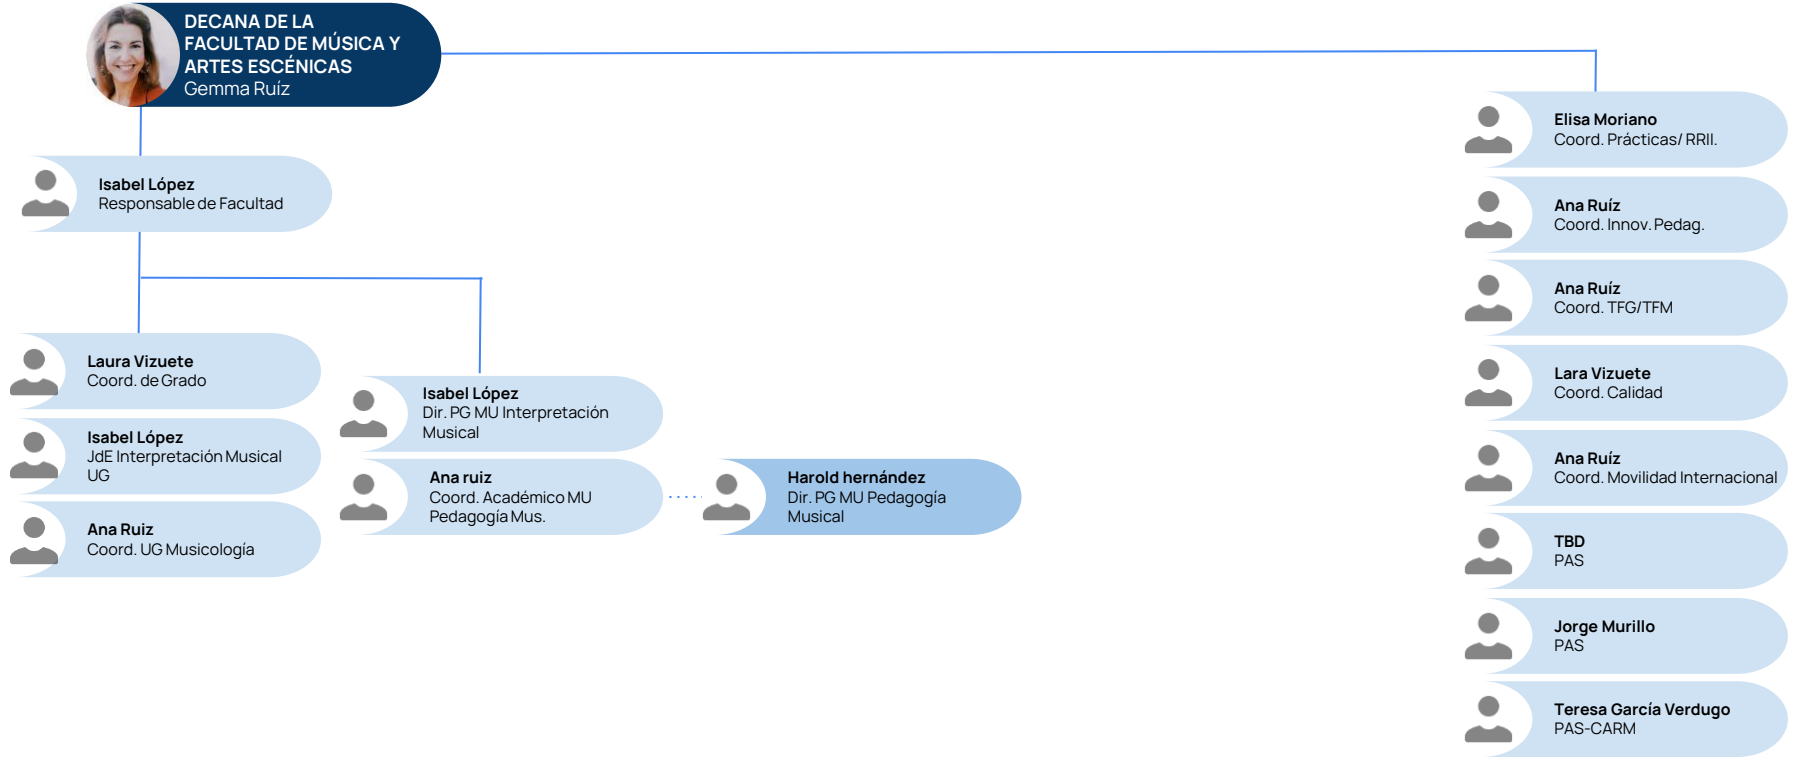 DECANA DE LA
FACULTAD DE MÚSICA Y
ARTES ESCÉNICAS
Gemma Ruíz
Isabel López
Responsable de Facultad
Laura Vizuete
Coord. de Grado
Isabel López
JdE Interpretación Musical
UG
Ana Ruiz
Coord. UG Musicología
Isabel López
Dir. PG MU Interpretación
Musical
Ana ruiz
Coord. Académico MU
Pedagogía Mus.
Harold hernández
Dir. PG MU Pedagogía
Musical
Elisa Moriano
Coord. Prácticas/ RRII.
Ana Ruíz
Coord. Innov. Pedag.
Ana Ruíz
Coord. TFG/TFM
Lara Vizuete
Coord. Calidad
Ana Ruíz
Coord. Movilidad Internacional
TBD
PAS
Jorge Murillo
PAS
Teresa García Verdugo
PAS-CARM